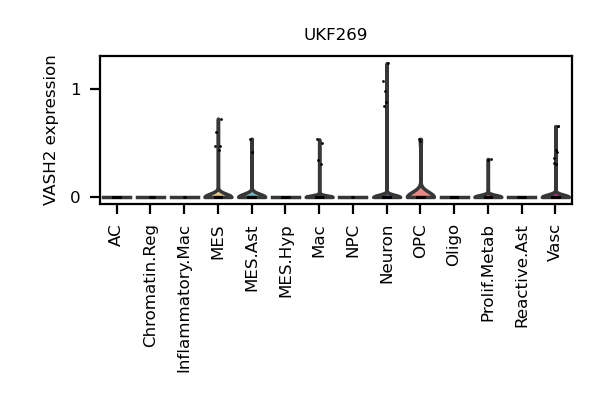 UKF269
VASH2 expression
1
0
AC
Chromatin.Reg
Inflammatory.Mac
MES
MES.Ast
MES.Hyp
Mac
NPC
Neuron
OPC
Oligo
Prolif.Metab
Reactive.Ast
Vasc